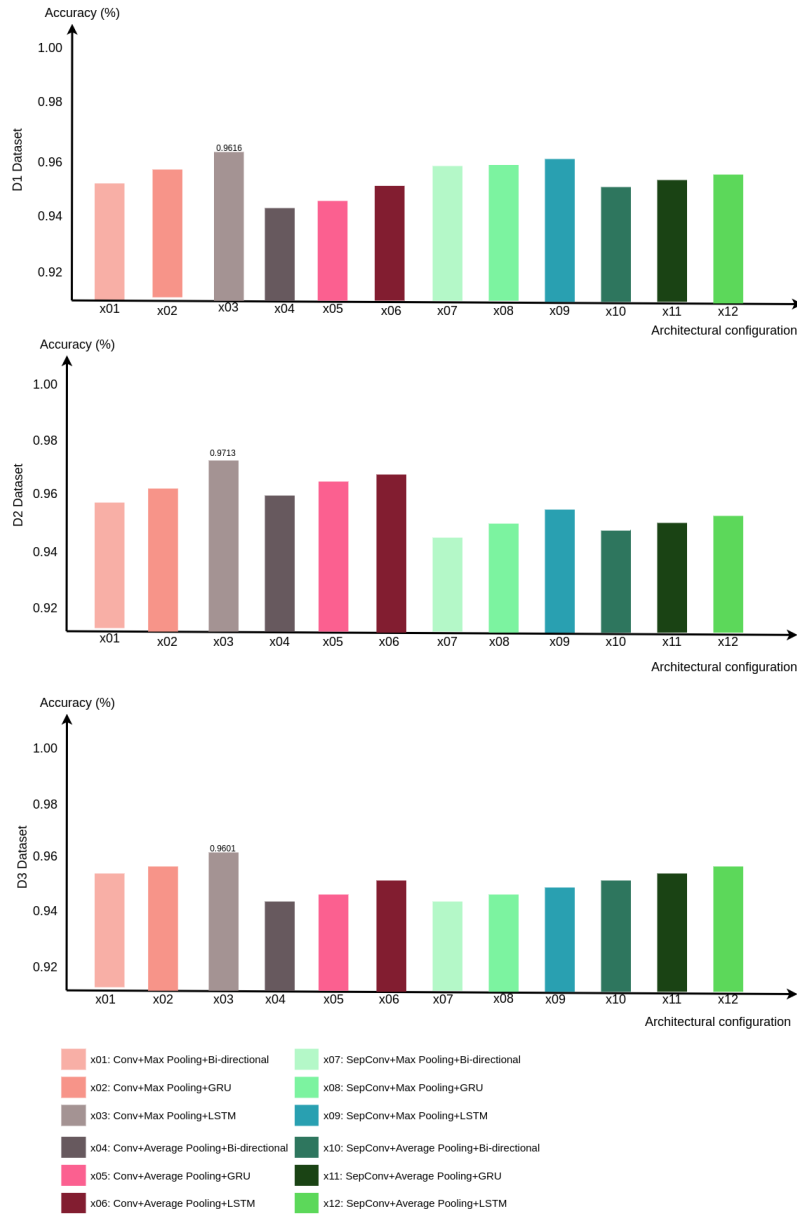 Accuracy (%)
1.00
0.98
0.96
0.94
0.92
D1 Dataset
0.9616
x01 x02 x03 x04 x05 x06 x07 x08 x09 x10 x11 x12
Architectural configuration
Accuracy (%)
1.00
0.98
0.96
0.94
0.92
D2 Dataset
0.9713
x01 x02 x03 x04 x05 x06 x07 x08 x09 x10 x11 x12
Architectural configuration
Accuracy (%)
1.00
0.98
0.96
0.94
0.92
D3 Dataset
0.9601
x01 x02 x03 x04 x05 x06 x07 x08 x09 x10 x11 x12
Architectural configuration
x01: Conv+Max Pooling+Bi-directional
x02: Conv+Max Pooling+GRU
x03: Conv+Max Pooling+LSTM
x04: Conv+Average Pooling+Bi-directional
x05: Conv+Average Pooling+GRU
x06: Conv+Average Pooling+LSTM
x07: SepConv+Max Pooling+Bi-directional
x08: SepConv+Max Pooling+GRU
x09: SepConv+Max Pooling+LSTM
x10: SepConv+Average Pooling+Bi-directional
x11: SepConv+Average Pooling+GRU
x12: SepConv+Average Pooling+LSTM